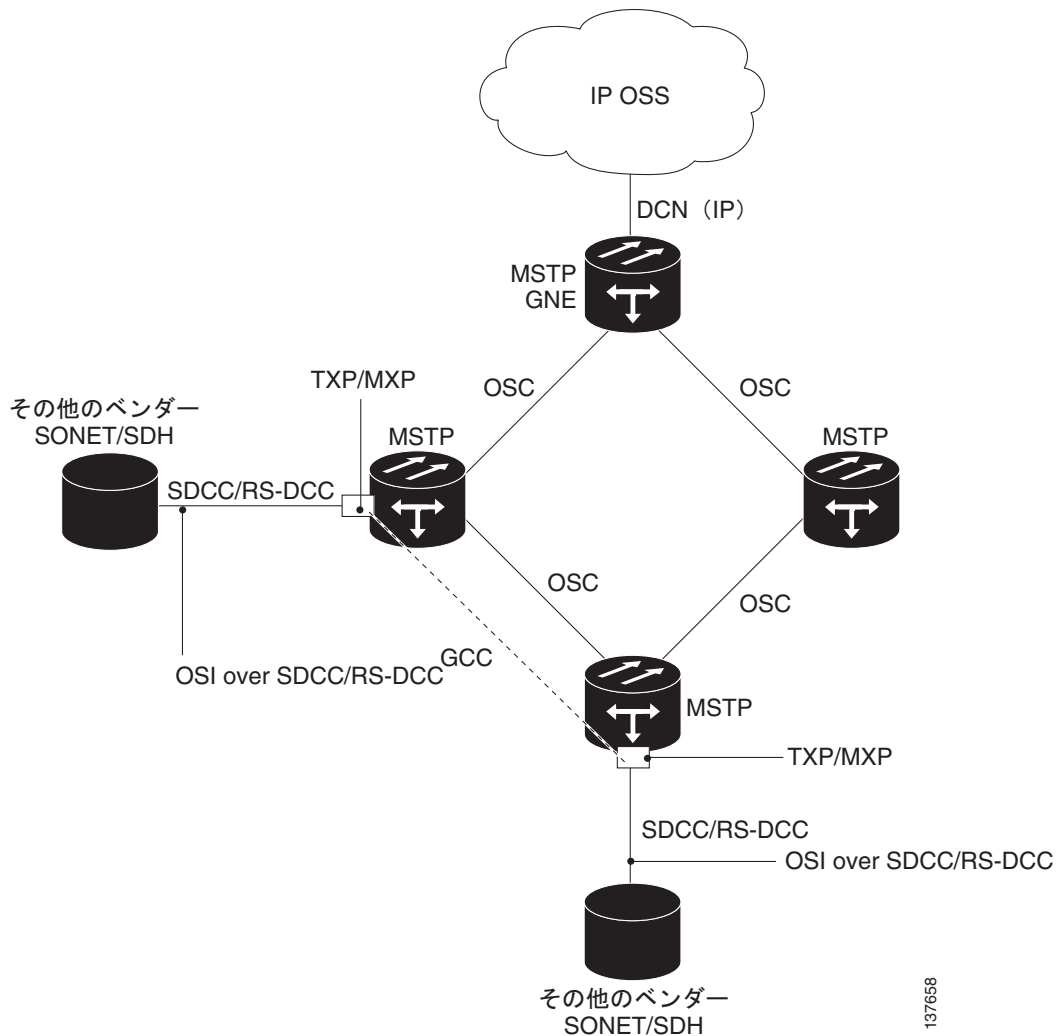 IP OSS
DCN（IP）
MSTP
GNE
OSC
OSC
TXP/MXP
その他のベンダー
SONET/SDH
MSTP
MSTP
SDCC/RS-DCC
OSC
OSC
OSI over SDCC/RS-DCC
GCC
MSTP
TXP/MXP
SDCC/RS-DCC
OSI over SDCC/RS-DCC
その他のベンダー
SONET/SDH
137658